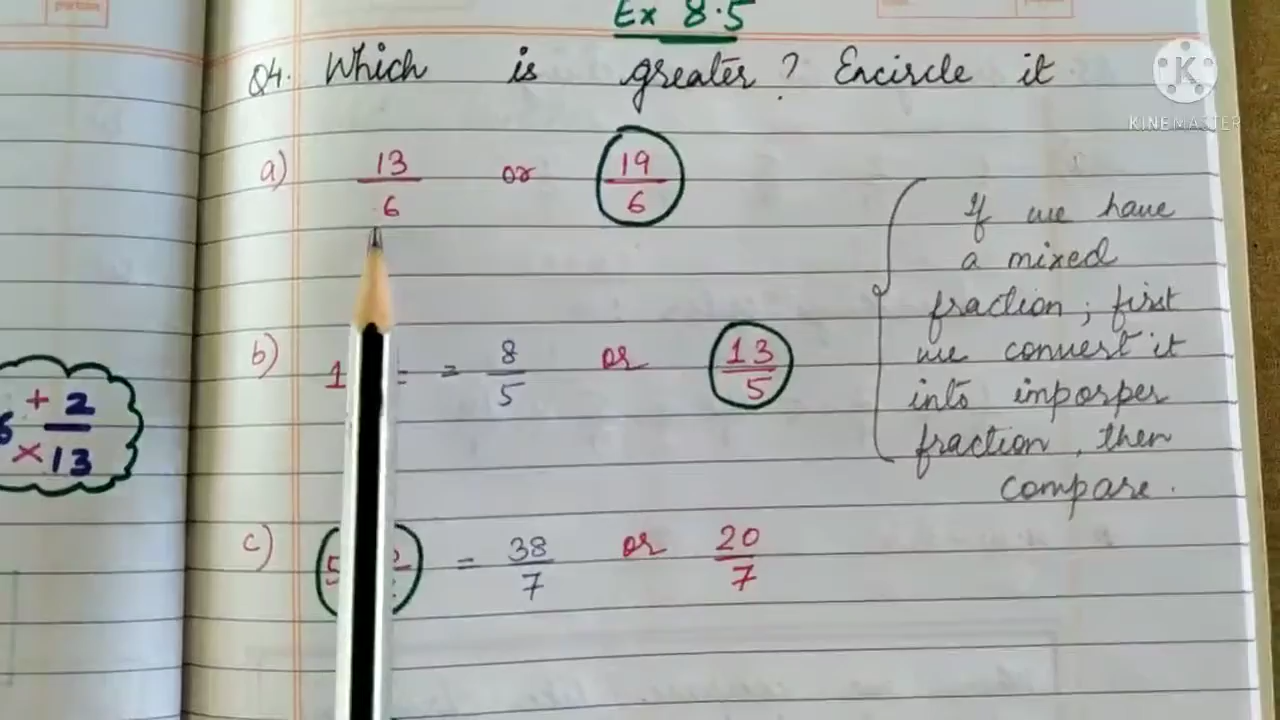 Ex 8.5
Q4. Which is greater? Encircle it
KINEMASTER
a) 13/6 or 19/6
If we have
a mixed
fraction; first
we convert it
into imporper
fraction, then
compare.
b) 1 = 8/5 or 13/5
c) 5 = 38/7 or 20/7
+ 2
× 13